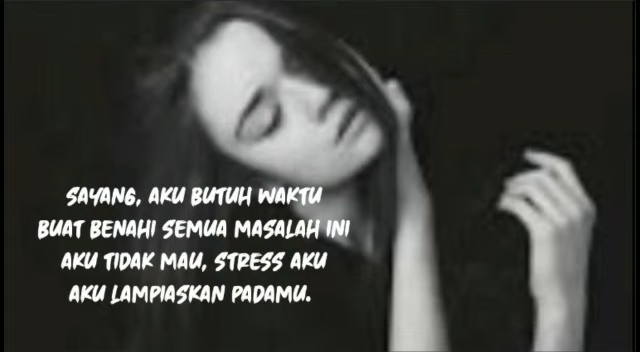 SAYANG, AKU BUTUH WAKTU
BUAT BENAHI SEMUA MASALAH INI
AKU TIDAK MAU, STRESS AKU
AKU LAMPIASKAN PADAMU.